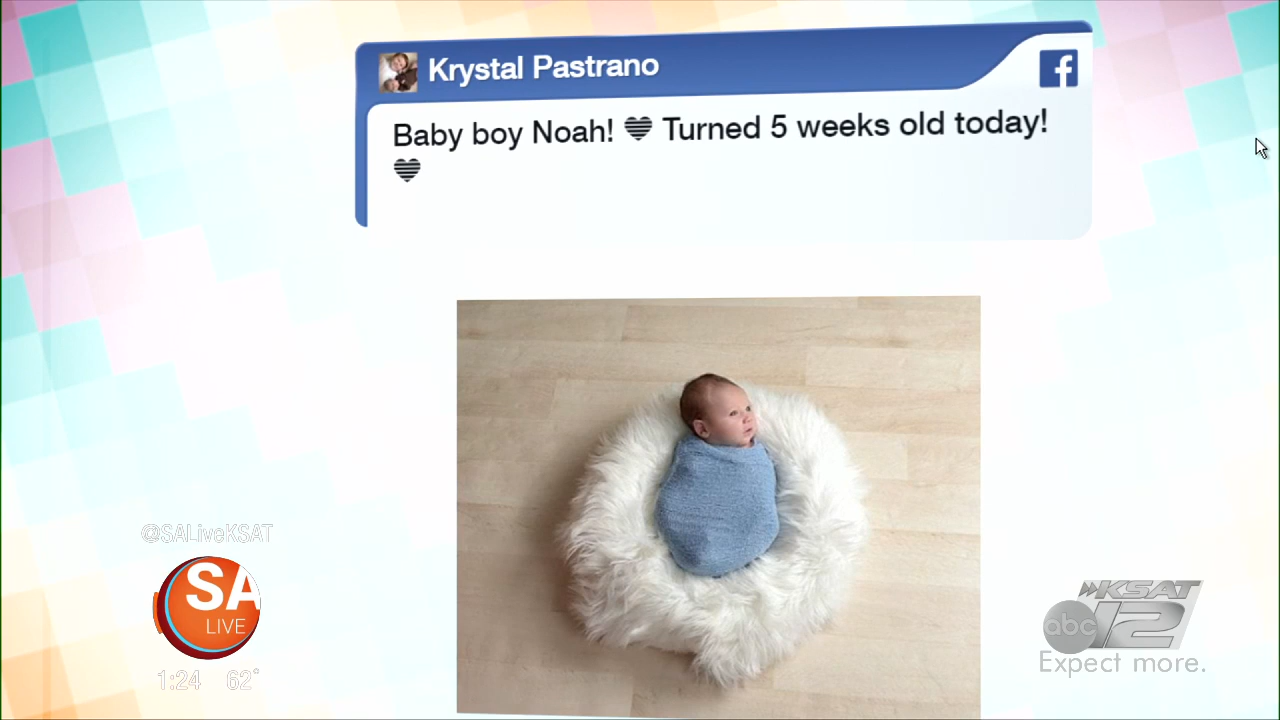 Krystal Pastrano
f
Baby boy Noah! ♥ Turned 5 weeks old today!
♥
@SALiveKSAT
SA
LIVE
1:24 62°
KSAT
abc 12
Expect more.